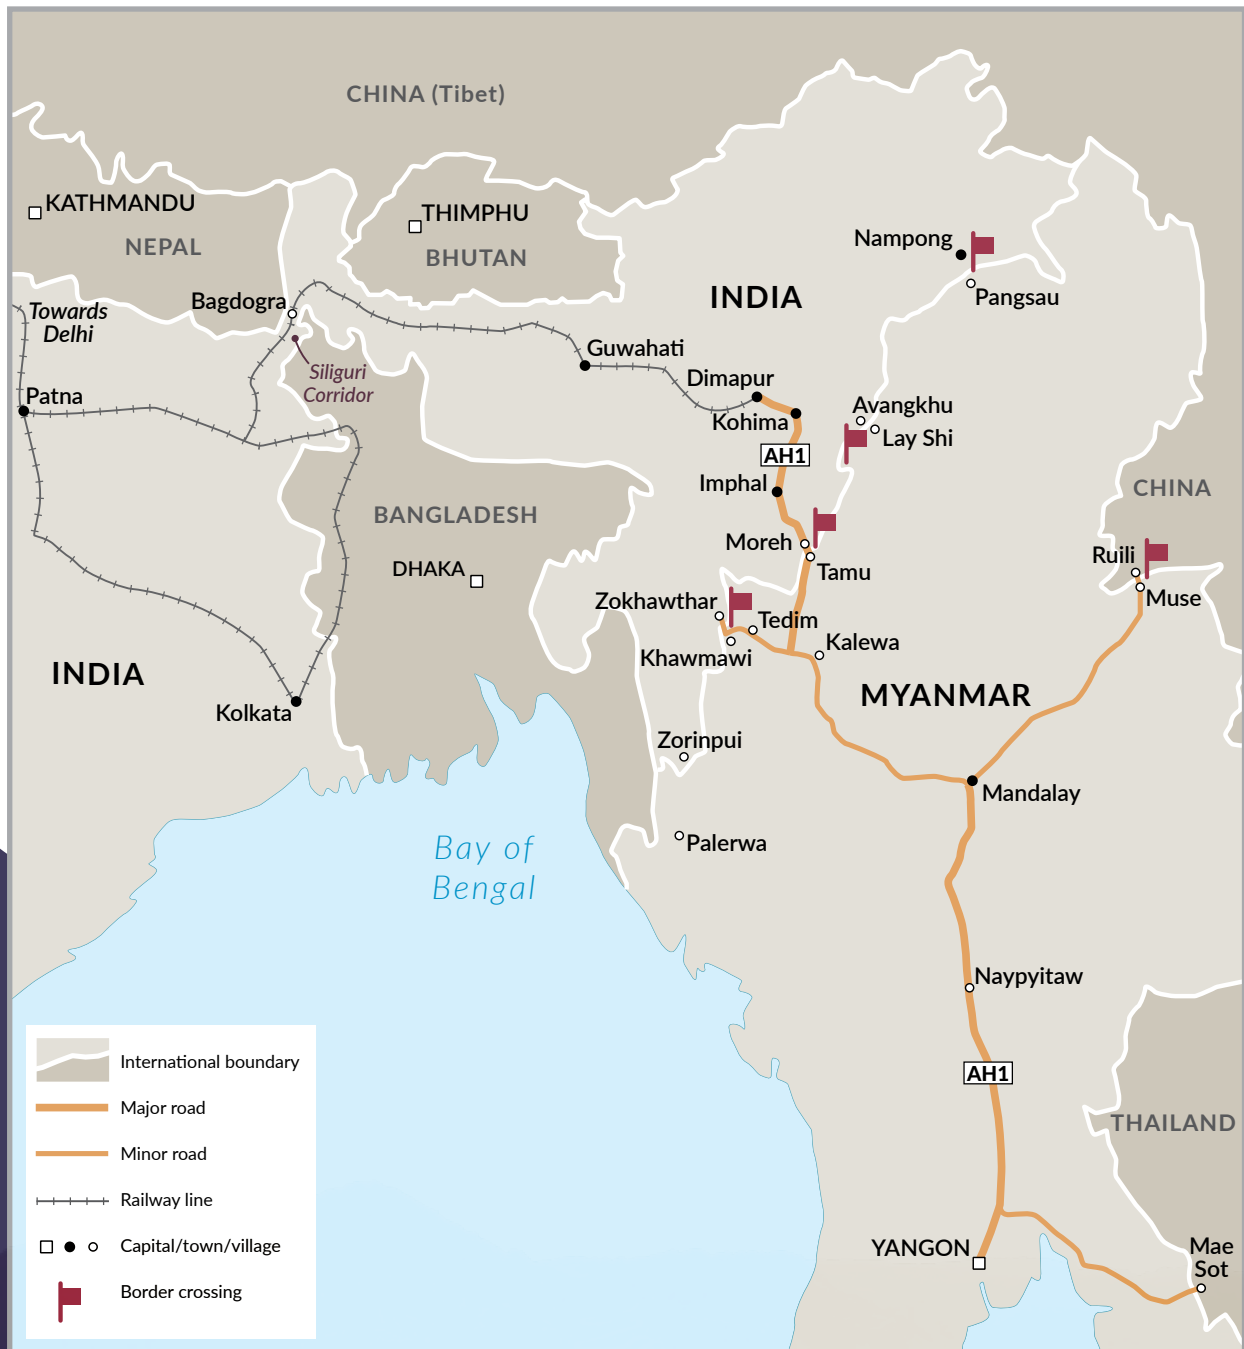 CHINA (Tibet)
KATHMANDU
NEPAL
THIMPHU
BHUTAN
Nampong
Pangsau
INDIA
Bagdogra
Towards
Delhi
Siliguri
Corridor
Guwahati
Dimapur
Kohima
Patna
Avangkhu
Lay Shi
AH1
Imphal
CHINA
BANGLADESH
DHAKA
Moreh
Tamu
Ruili
Muse
Zokhawthar
Tedim
Khawmawi
Kalewa
INDIA
MYANMAR
Kolkata
Zorinpui
Mandalay
Palerwa
Bay of
Bengal
Naypyitaw
AH1
THAILAND
YANGON
Mae
Sot
International boundary
Major road
Minor road
Railway line
Capital/town/village
Border crossing